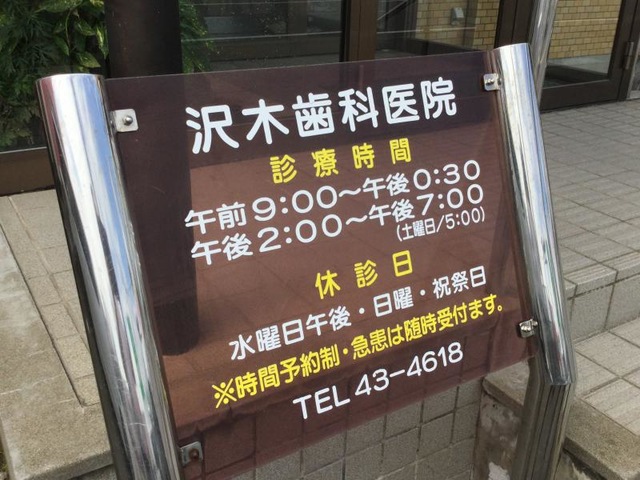 沢木歯科医院
診療時間
午前9:00〜午後0:30
午後2:00〜午後7:00
(土曜日/5:00)
休診日
水曜日午後・日曜・祝祭日
※時間予約制・急患は随時受付ます。
TEL 43-4618